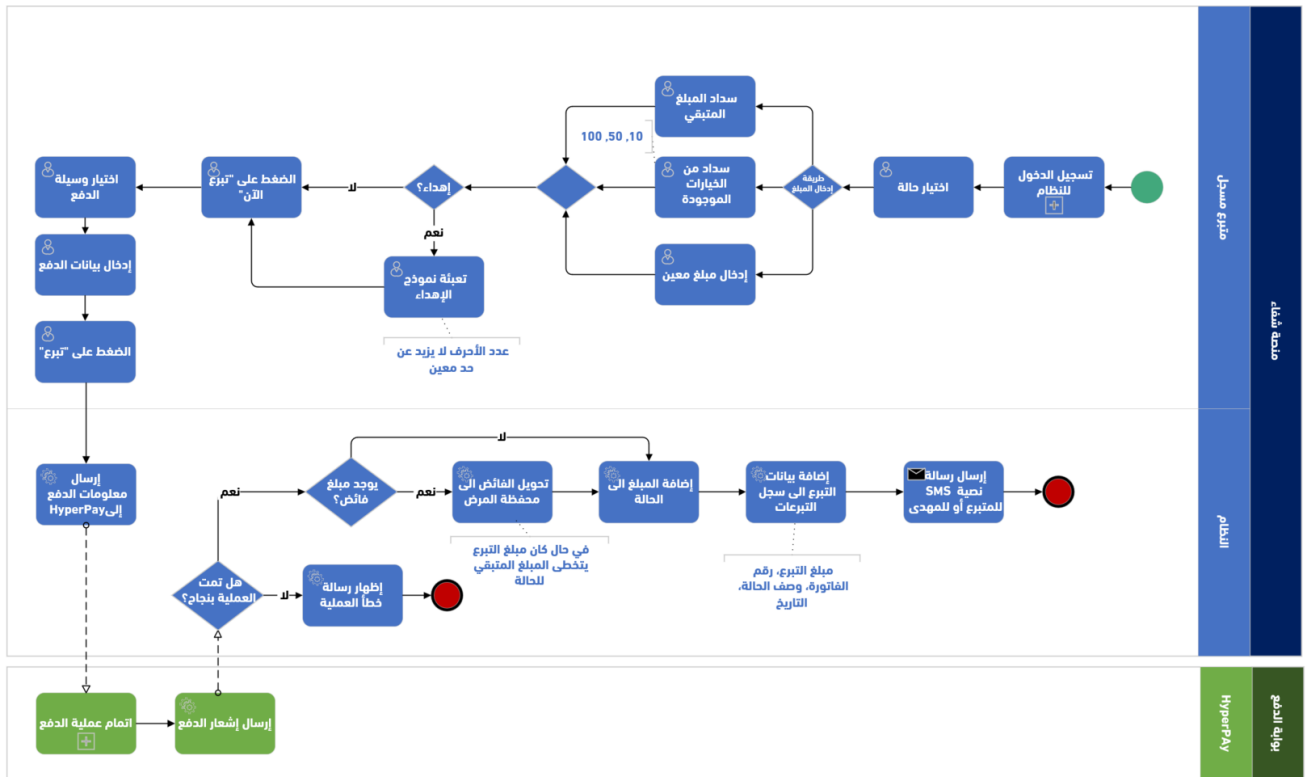 منصة شفاء
متبرع مسجل
تسجيل الدخول
للنظام
اختيار حالة
طريقة
إدخال المبلغ
سداد المبلغ
المتبقي
10, 50, 100
سداد من
الخيارات
الموجودة
إدخال مبلغ معين
إهداء؟
لا
نعم
تعبئة نموذج
الإهداء
عدد الأحرف لا يزيد عن
حد معين
الضغط على "تبرع
الآن"
اختيار وسيلة
الدفع
إدخال بيانات الدفع
الضغط على "تبرع"
النظام
إرسال
معلومات الدفع
إلىHyperPay
هل تمت
العملية بنجاح؟
لا
إظهار رسالة
خطأ العملية
نعم
يوجد مبلغ
فائض؟
لا
نعم
تحويل الفائض الى
محفظة المرض
في حال كان مبلغ التبرع
يتخطى المبلغ المتبقي
للحالة
إضافة المبلغ الى
الحالة
إضافة بيانات
التبرع الى سجل
التبرعات
مبلغ التبرع، رقم
الفاتورة، وصف الحالة،
التاريخ
إرسال رسالة
نصية SMS
للمتبرع أو للمهدى
بوابة الدفع
HyperPAy
اتمام عملية الدفع
إرسال إشعار الدفع